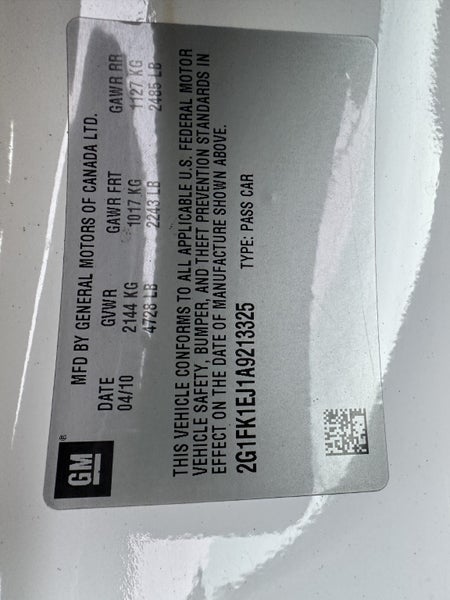 GM®
MFD BY GENERAL MOTORS OF CANADA LTD.
DATE GVWR GAWR FRT GAWR RR
04/10 2144 KG 1017 KG 1127 KG
4728 LB 2243 LB 2485 LB
THIS VEHICLE CONFORMS TO ALL APPLICABLE U.S. FEDERAL MOTOR
VEHICLE SAFETY, BUMPER, AND THEFT PREVENTION STANDARDS IN
EFFECT ON THE DATE OF MANUFACTURE SHOWN ABOVE.
2G1FK1EJ1A9213325 TYPE: PASS CAR